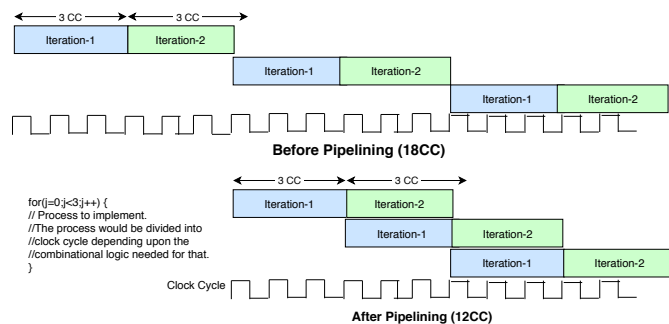 3 CC 3 CC
Iteration-1 Iteration-2
Iteration-1 Iteration-2
Iteration-1 Iteration-2
Before Pipelining (18CC)
3 CC 3 CC
Iteration-1 Iteration-2
Iteration-1 Iteration-2
Iteration-1 Iteration-2
for(j=0;j<3;j++) {
// Process to implement.
//The process would be divided into
//clock cycle depending upon the
//combinational logic needed for that.
}
Clock Cycle
After Pipelining (12CC)